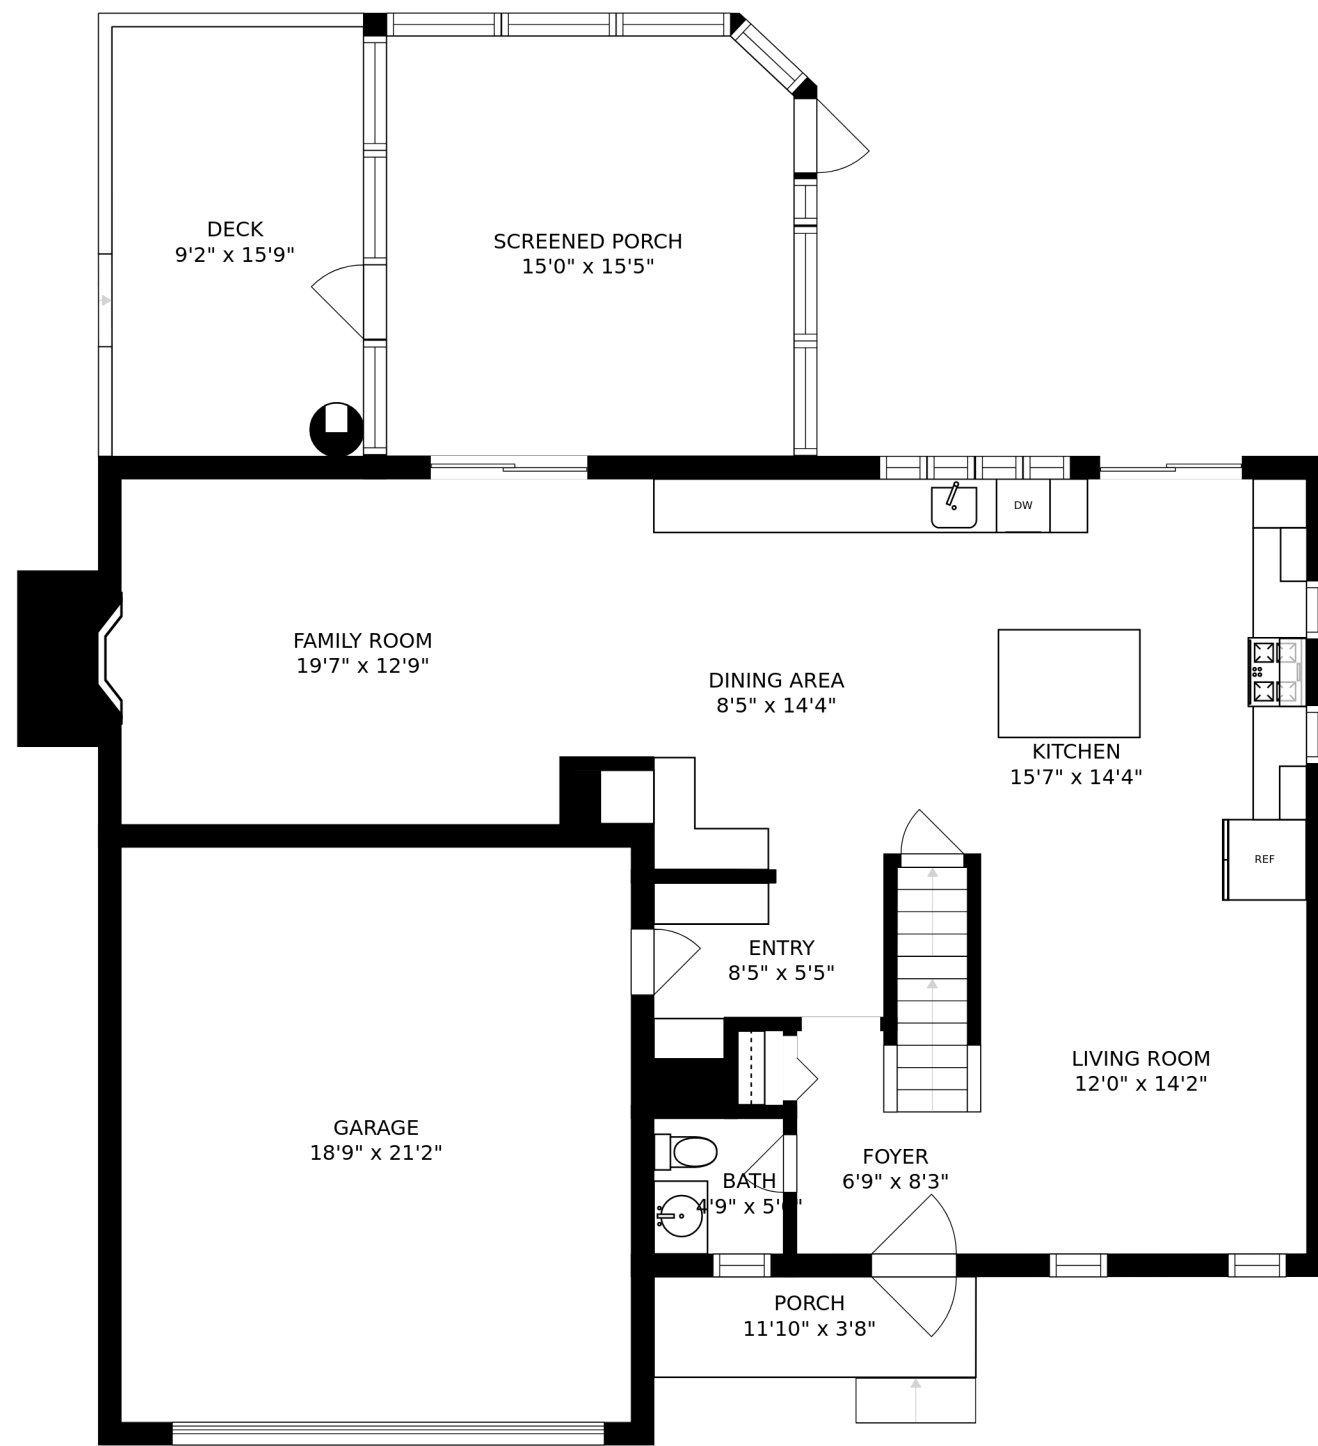 DECK
9'2" x 15'9"
SCREENED PORCH
15'0" x 15'5"
DW
FAMILY ROOM
19'7" x 12'9"
DINING AREA
8'5" x 14'4"
KITCHEN
15'7" x 14'4"
REF
ENTRY
8'5" x 5'5"
LIVING ROOM
12'0" x 14'2"
GARAGE
18'9" x 21'2"
FOYER
6'9" x 8'3"
BATH
4'9" x
PORCH
11'10" x 3'8"